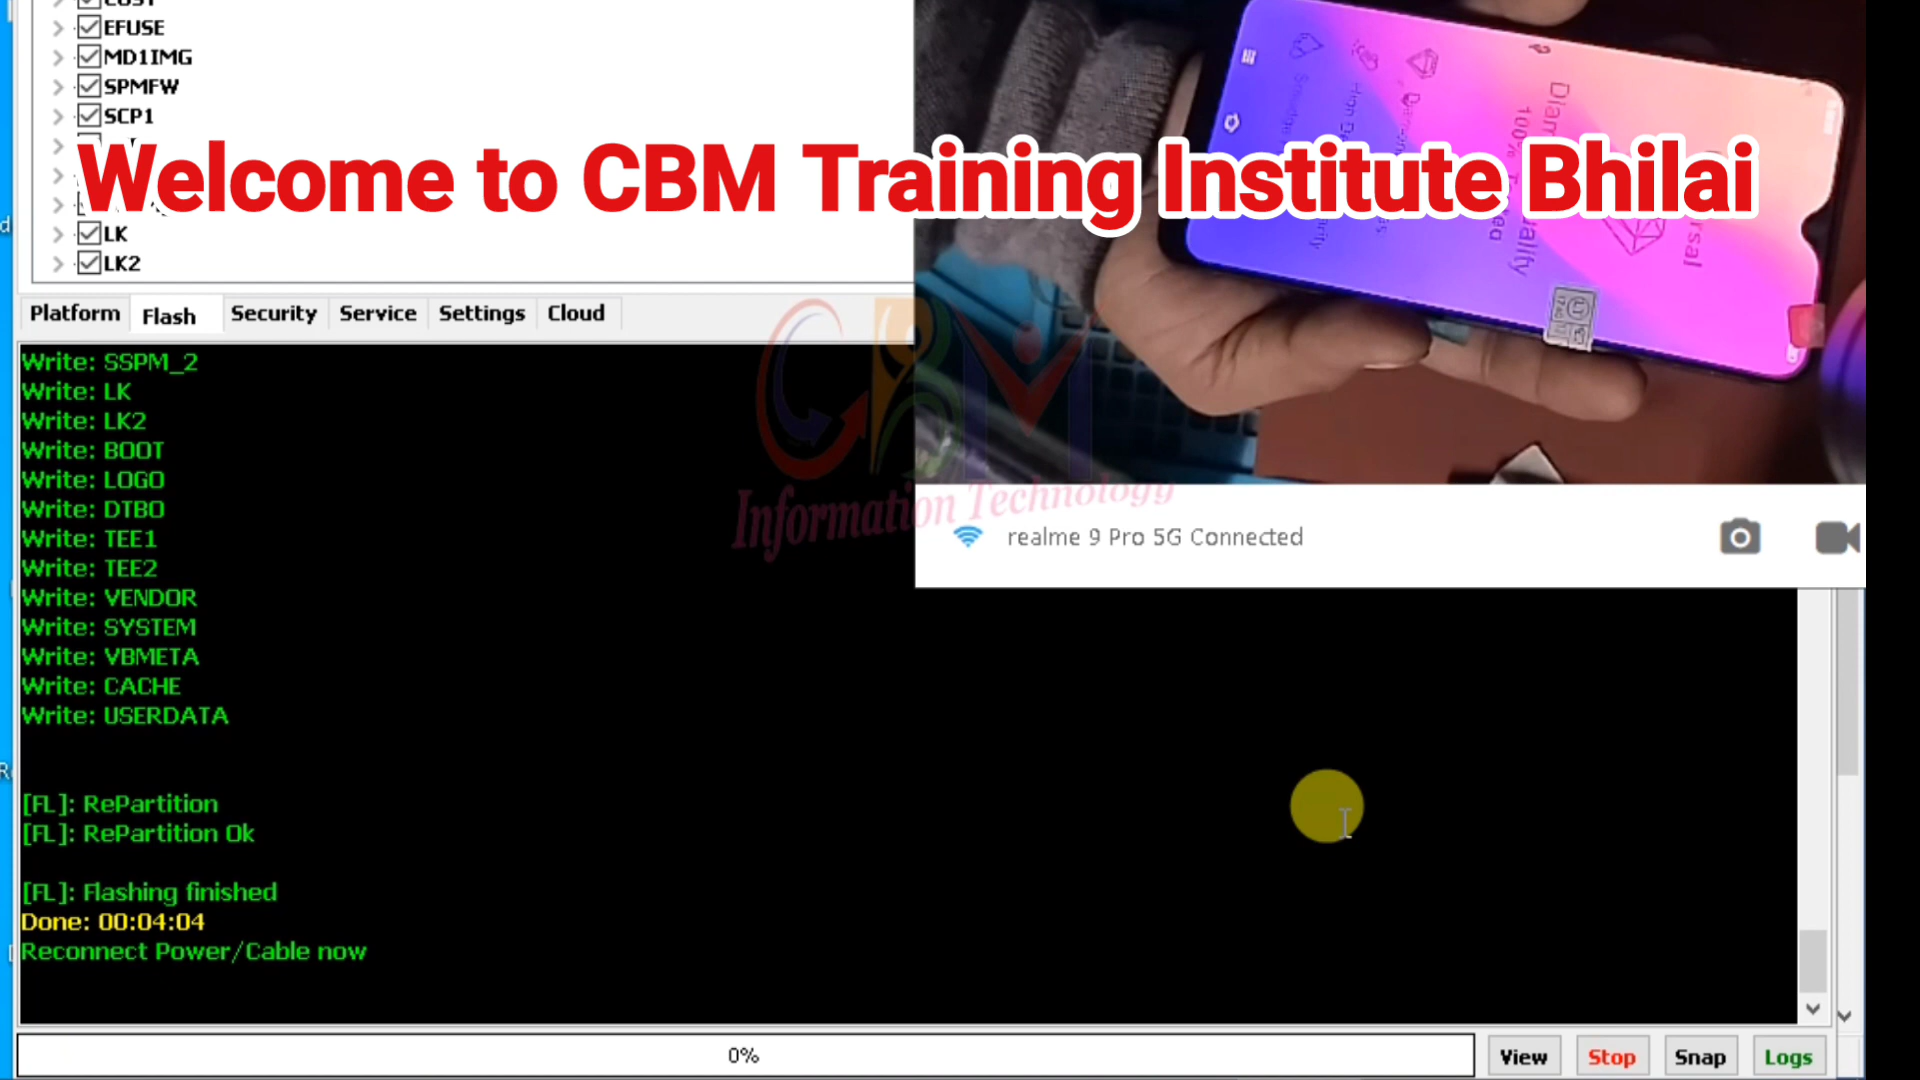 EFUSE
MD1IMG
SPMFW
SCP1
Welcome to CBM Training Institute Bhilai
LK
LK2
Platform Flash Security Service Settings Cloud
Write: SSPM_2
Write: LK
Write: LK2
Write: BOOT
Write: LOGO
Write: DTBO
Write: TEE1
Write: TEE2
Write: VENDOR
Write: SYSTEM
Write: VBMETA
Write: CACHE
Write: USERDATA
[FL]: RePartition
[FL]: RePartition Ok
[FL]: Flashing finished
Done: 00:04:04
Reconnect Power/Cable now
CBM
Information Technology
realme 9 Pro 5G Connected
0%
View Stop Snap Logs